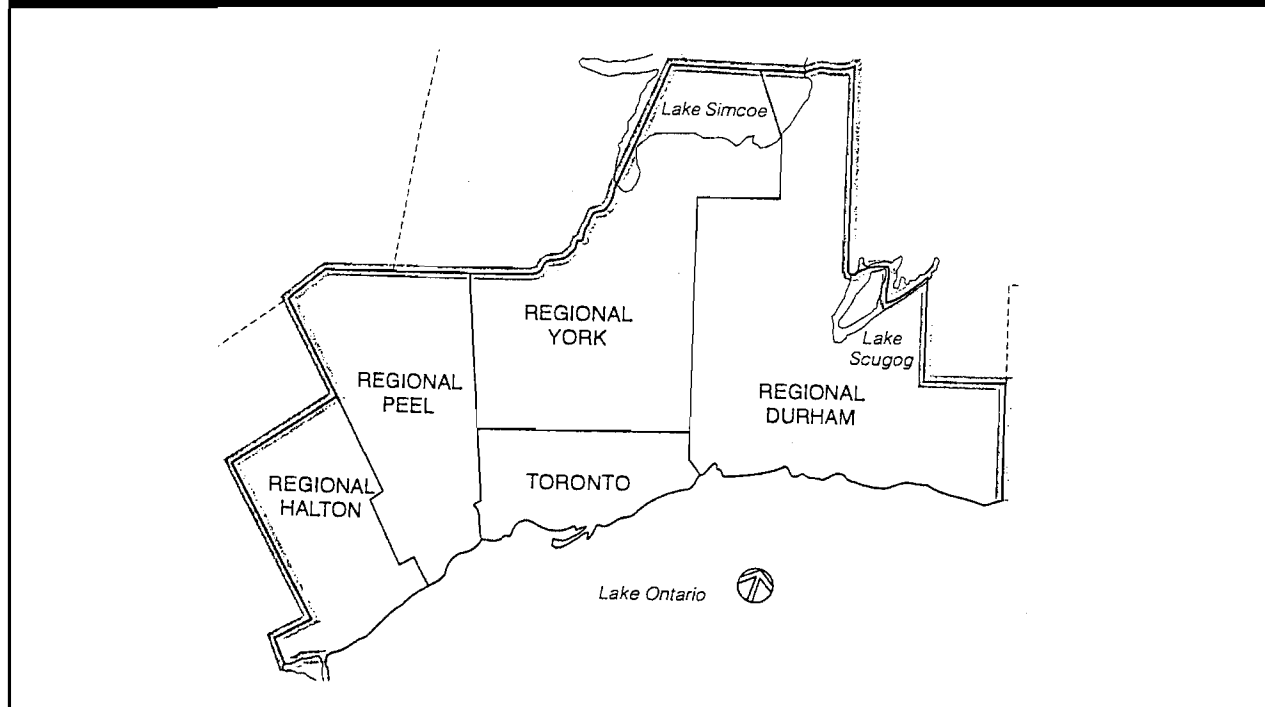 Lake Simcoe
REGIONAL
YORK
Lake
Scugog
REGIONAL
PEEL
REGIONAL
DURHAM
REGIONAL
HALTON
TORONTO
Lake Ontario